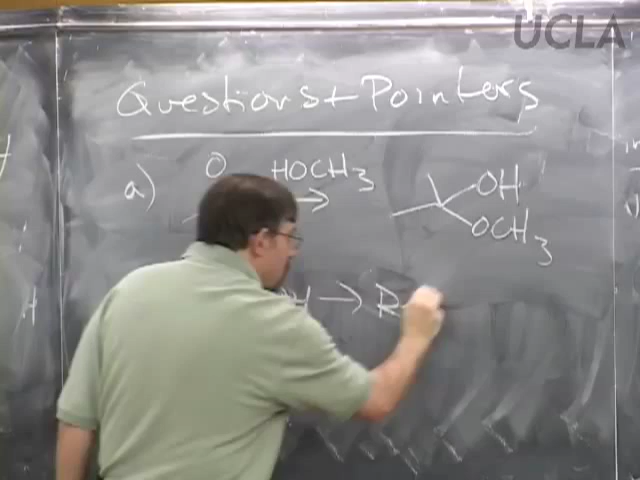 UCLA
Questions + Pointers
a) O HOCH3 → OH
OCH3
H → R